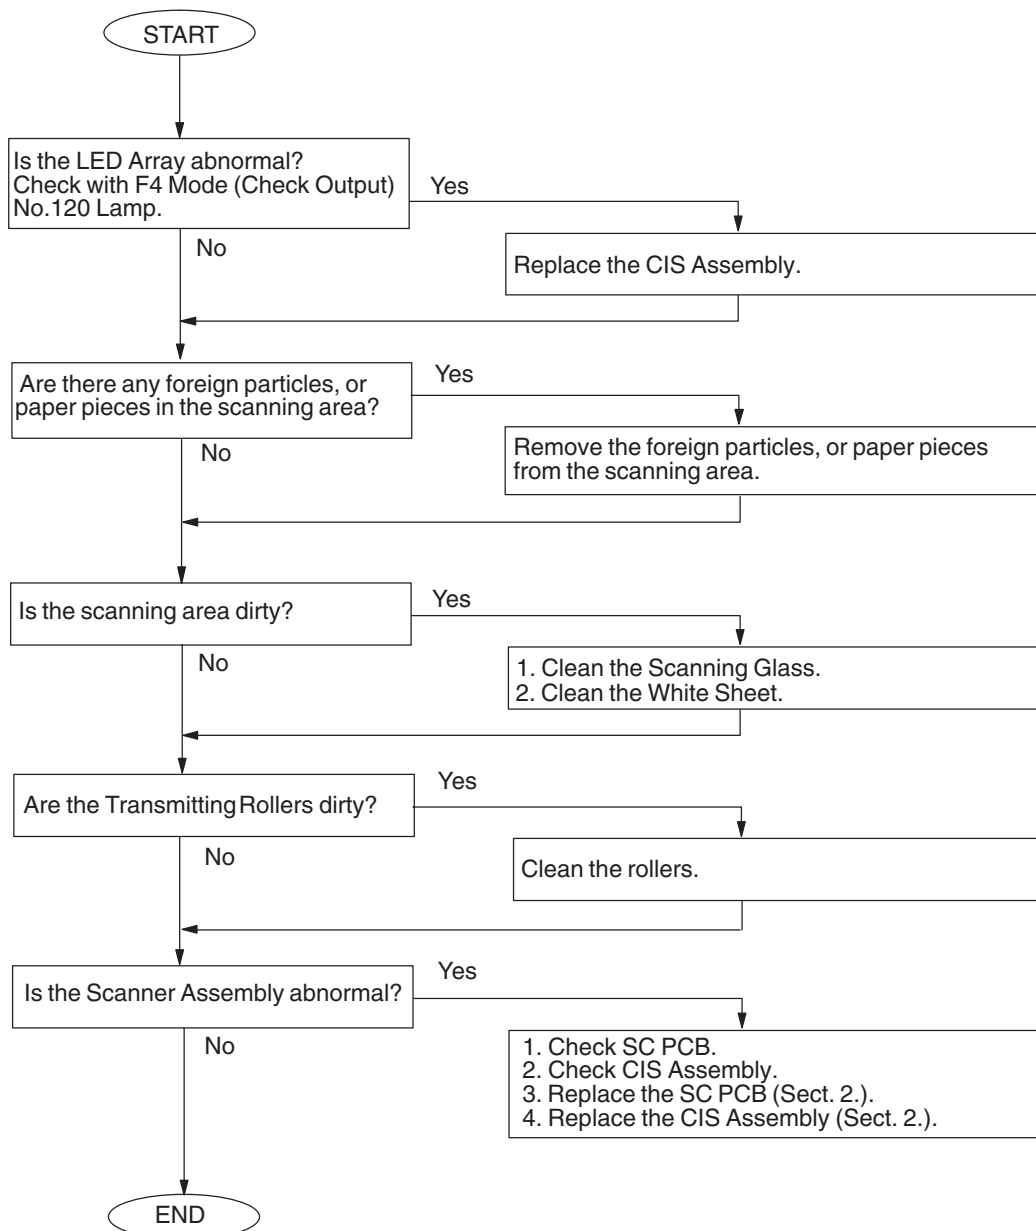 START
Is the LED Array abnormal?
Check with F4 Mode (Check Output)
No.120 Lamp.
Yes
No
Replace the CIS Assembly.
Are there any foreign particles, or
paper pieces in the scanning area?
Yes
No
Remove the foreign particles, or paper pieces
from the scanning area.
Is the scanning area dirty?
Yes
No
1. Clean the Scanning Glass.
2. Clean the White Sheet.
Are the Transmitting Rollers dirty?
Yes
No
Clean the rollers.
Is the Scanner Assembly abnormal?
Yes
No
1. Check SC PCB.
2. Check CIS Assembly.
3. Replace the SC PCB (Sect. 2.).
4. Replace the CIS Assembly (Sect. 2.).
END